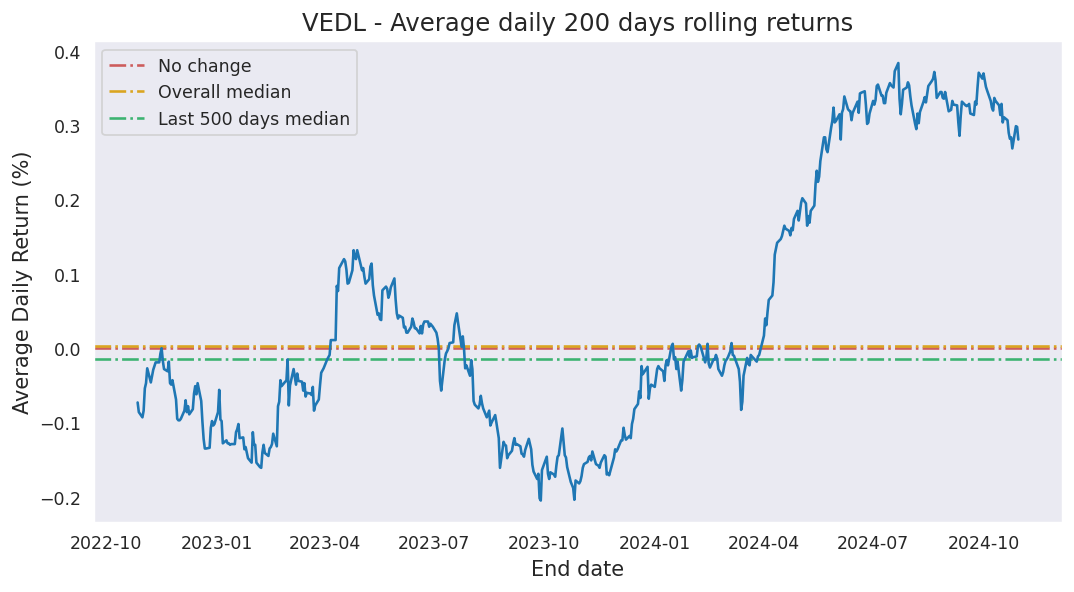 VEDL - Average daily 200 days rolling returns
No change
Overall median
Last 500 days median
Average Daily Return (%)
0.4
0.3
0.2
0.1
0.0
−0.1
−0.2
2022-10
2023-01
2023-04
2023-07
2023-10
2024-01
2024-04
2024-07
2024-10
End date